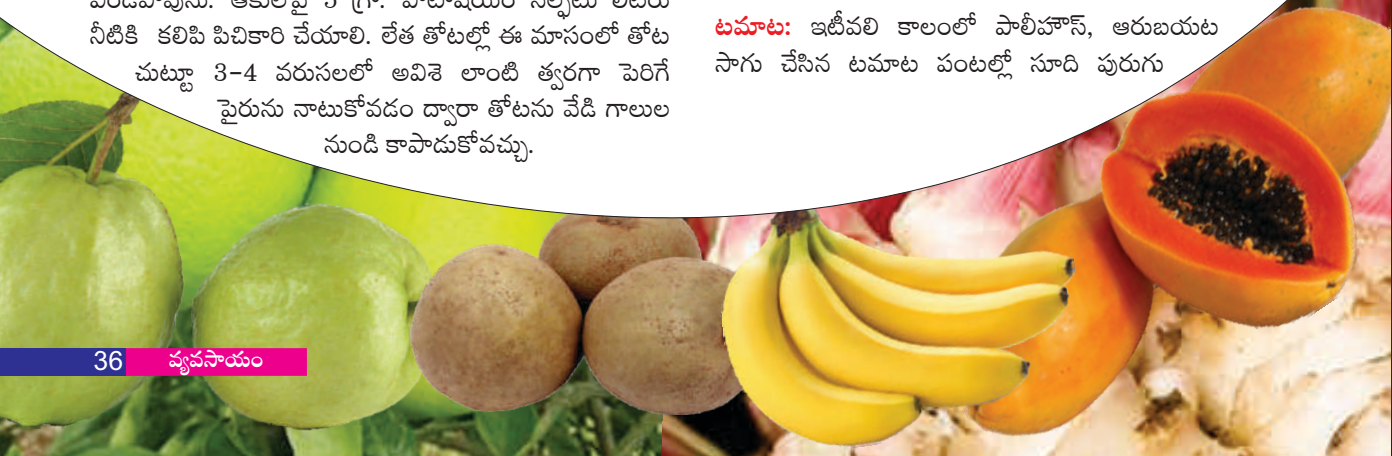 నీటికి కలిపి పిచికారి చేయాలి. లేత తోటల్లో ఈ మాసంలో తోట
చుట్టూ 3-4 వరుసలలో అవిశె లాంటి త్వరగా పెరిగే
పైరును నాటుకోవడం ద్వారా తోటను వేడి గాలుల
నుండి కాపాడుకోవచ్చు.
టమాట: ఇటీవలి కాలంలో పాలీహౌస్, ఆరుబయట
సాగు చేసిన టమాట పంటల్లో సూది పురుగు
36 వ్యవసాయం